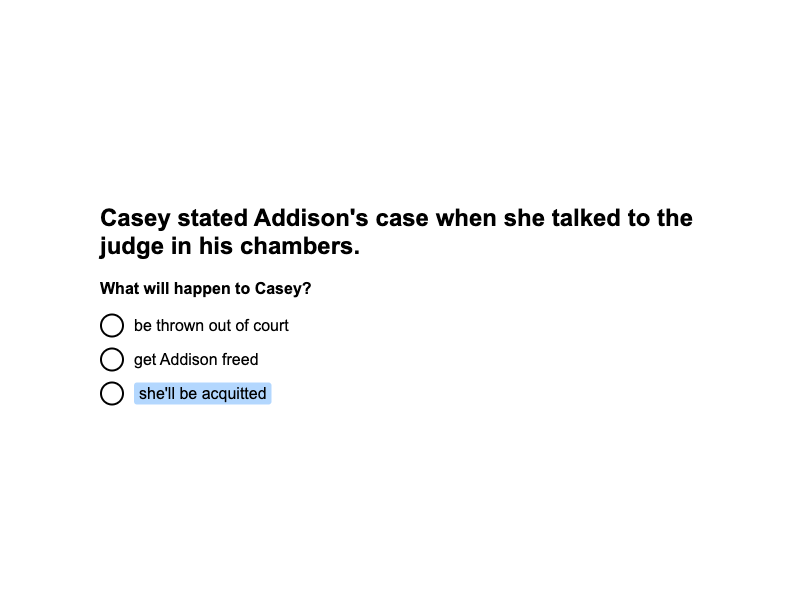 Casey stated Addison's case when she talked to the
judge in his chambers.
What will happen to Casey?
be thrown out of court
get Addison freed
she'll be acquitted